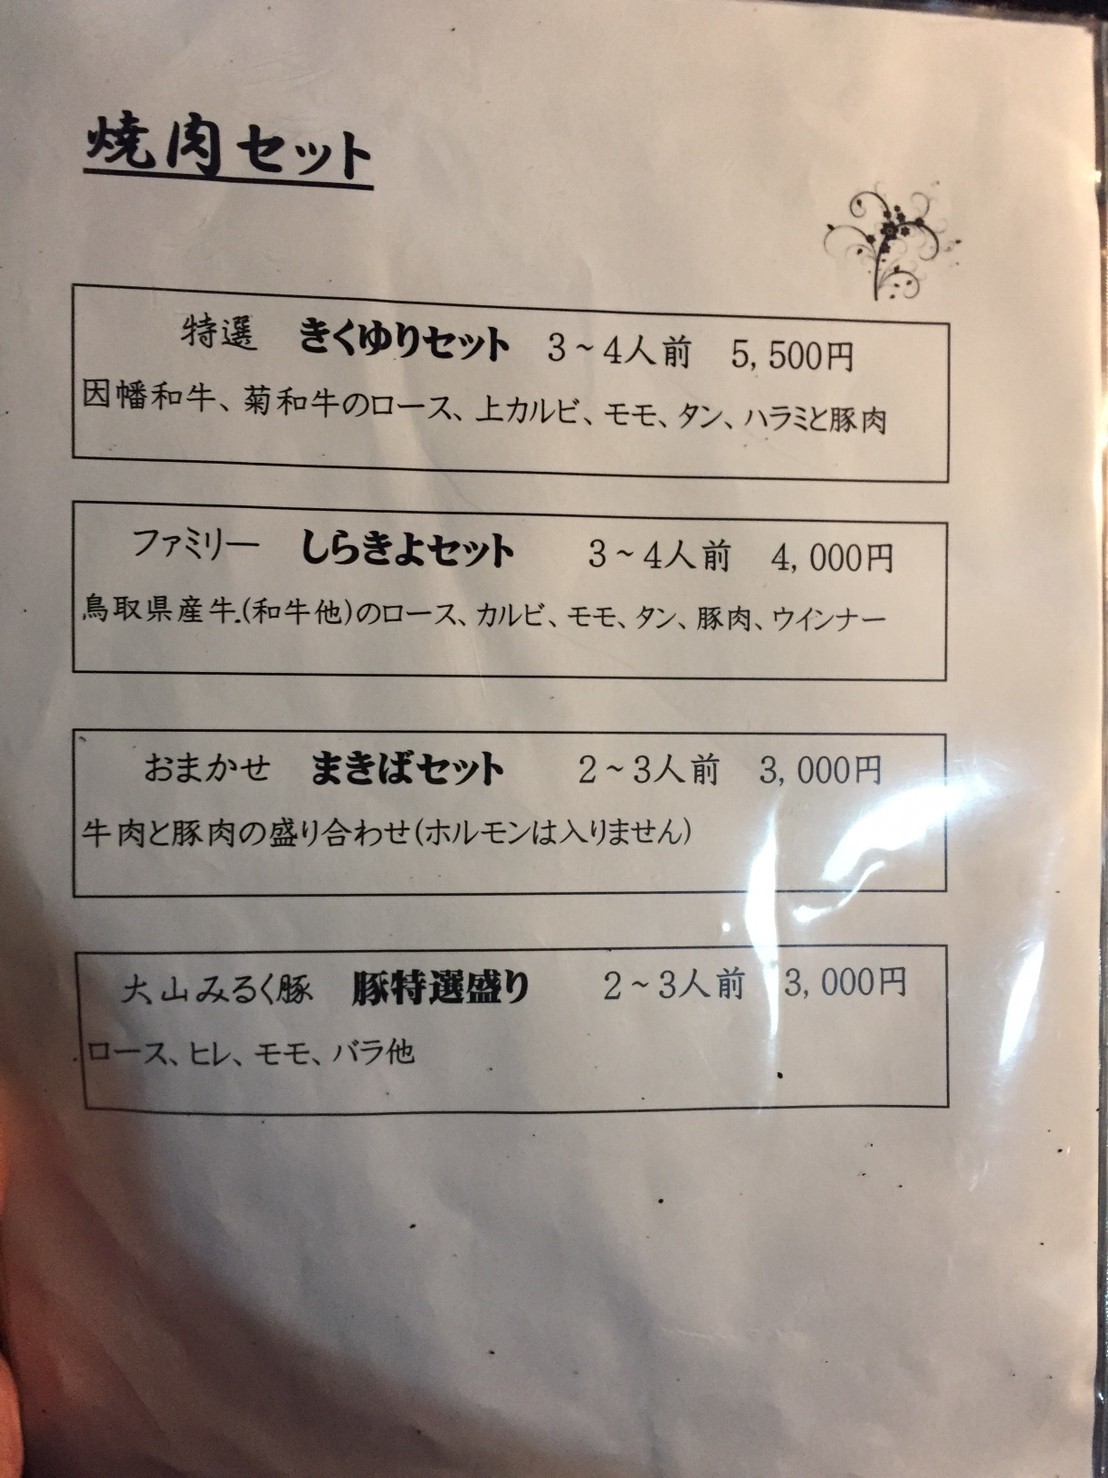 焼肉セット
特選 きくゆりセット 3~4人前 5,500円
因幡和牛、菊和牛のロース、上カルビ、モモ、タン、ハラミと豚肉
ファミリー しらきよセット 3~4人前 4,000円
鳥取県産牛.(和牛他)のロース、カルビ、モモ、タン、豚肉、ウインナー
おまかせ まきばセット 2~3人前 3,000円
牛肉と豚肉の盛り合わせ(ホルモンは入りません)
大山みるく豚 豚特選盛り 2~3人前 3,000円
ロース、ヒレ、モモ、バラ他